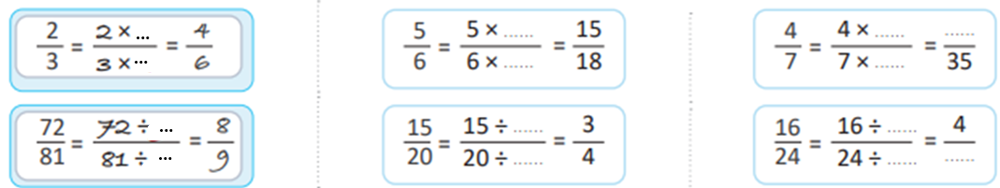 2/3 = 2 × ... / 3 × ... = 4/6
5/6 = 5 × ...... / 6 × ...... = 15/18
4/7 = 4 × ...... / 7 × ...... = ...... / 35
72/81 = 72 ÷ ... / 81 ÷ ... = 8/9
15/20 = 15 ÷ ...... / 20 ÷ ...... = 3/4
16/24 = 16 ÷ ...... / 24 ÷ ...... = 4 / ......